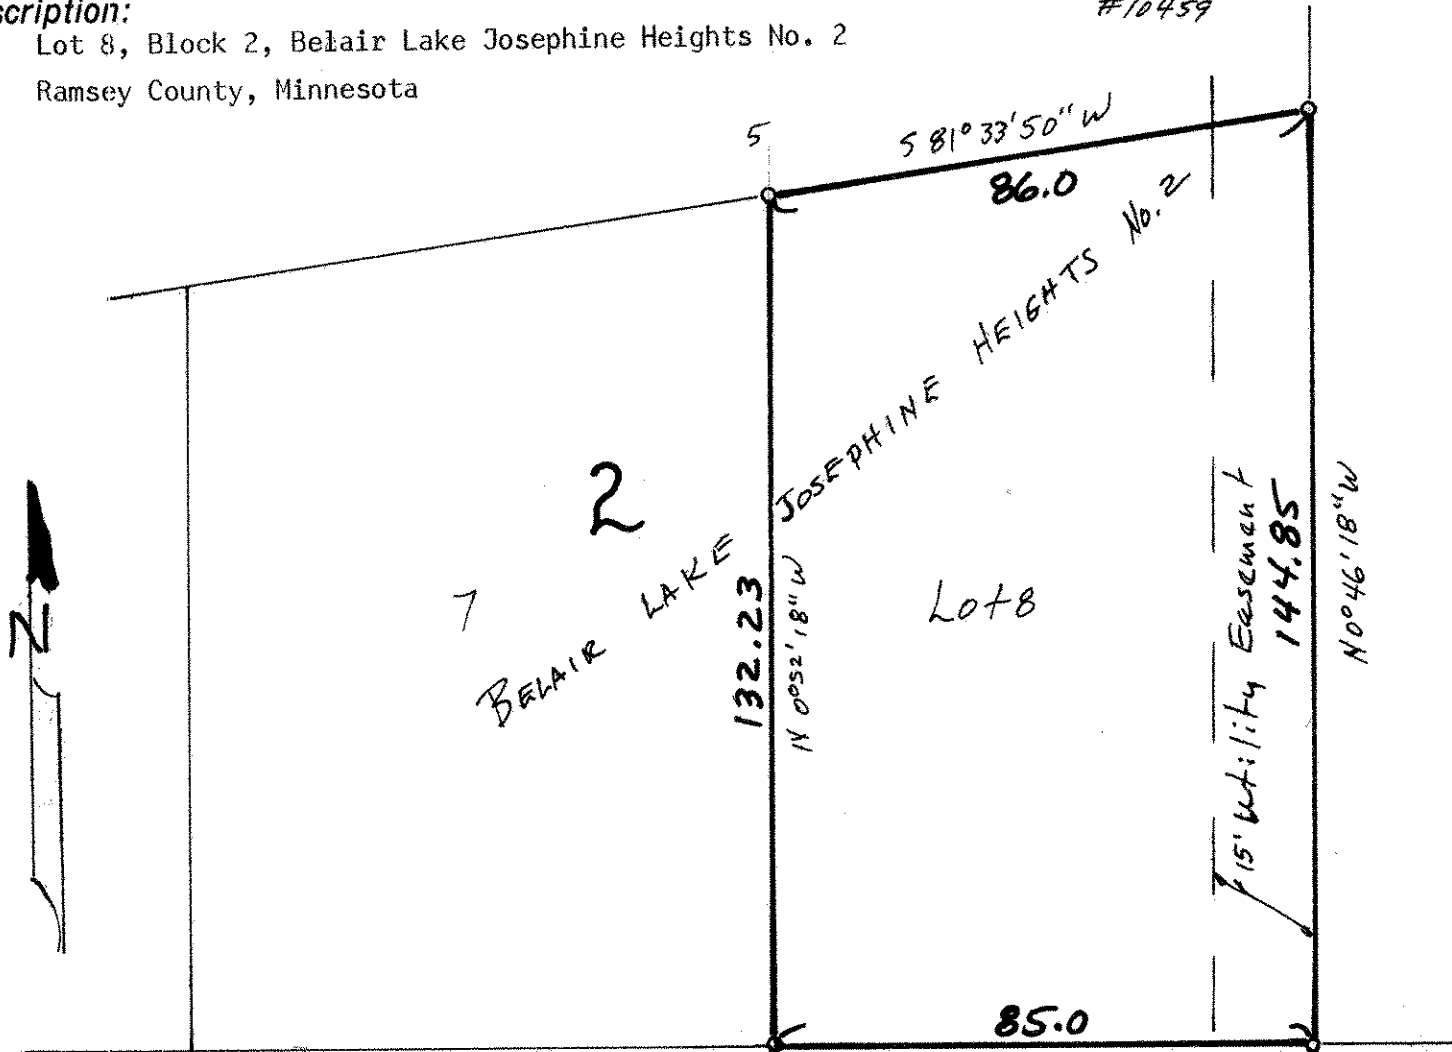 scription:
#10459
Lot 8, Block 2, Belair Lake Josephine Heights No. 2
Ramsey County, Minnesota
5
S 81° 33' 50" W
86.0
BELAIR LAKE JOSEPHINE HEIGHTS No. 2
2
7
132.23
N 0°52'18" W
Lot 8
15' Utility Easement
144.85
N 0°46'18" W
N
85.0